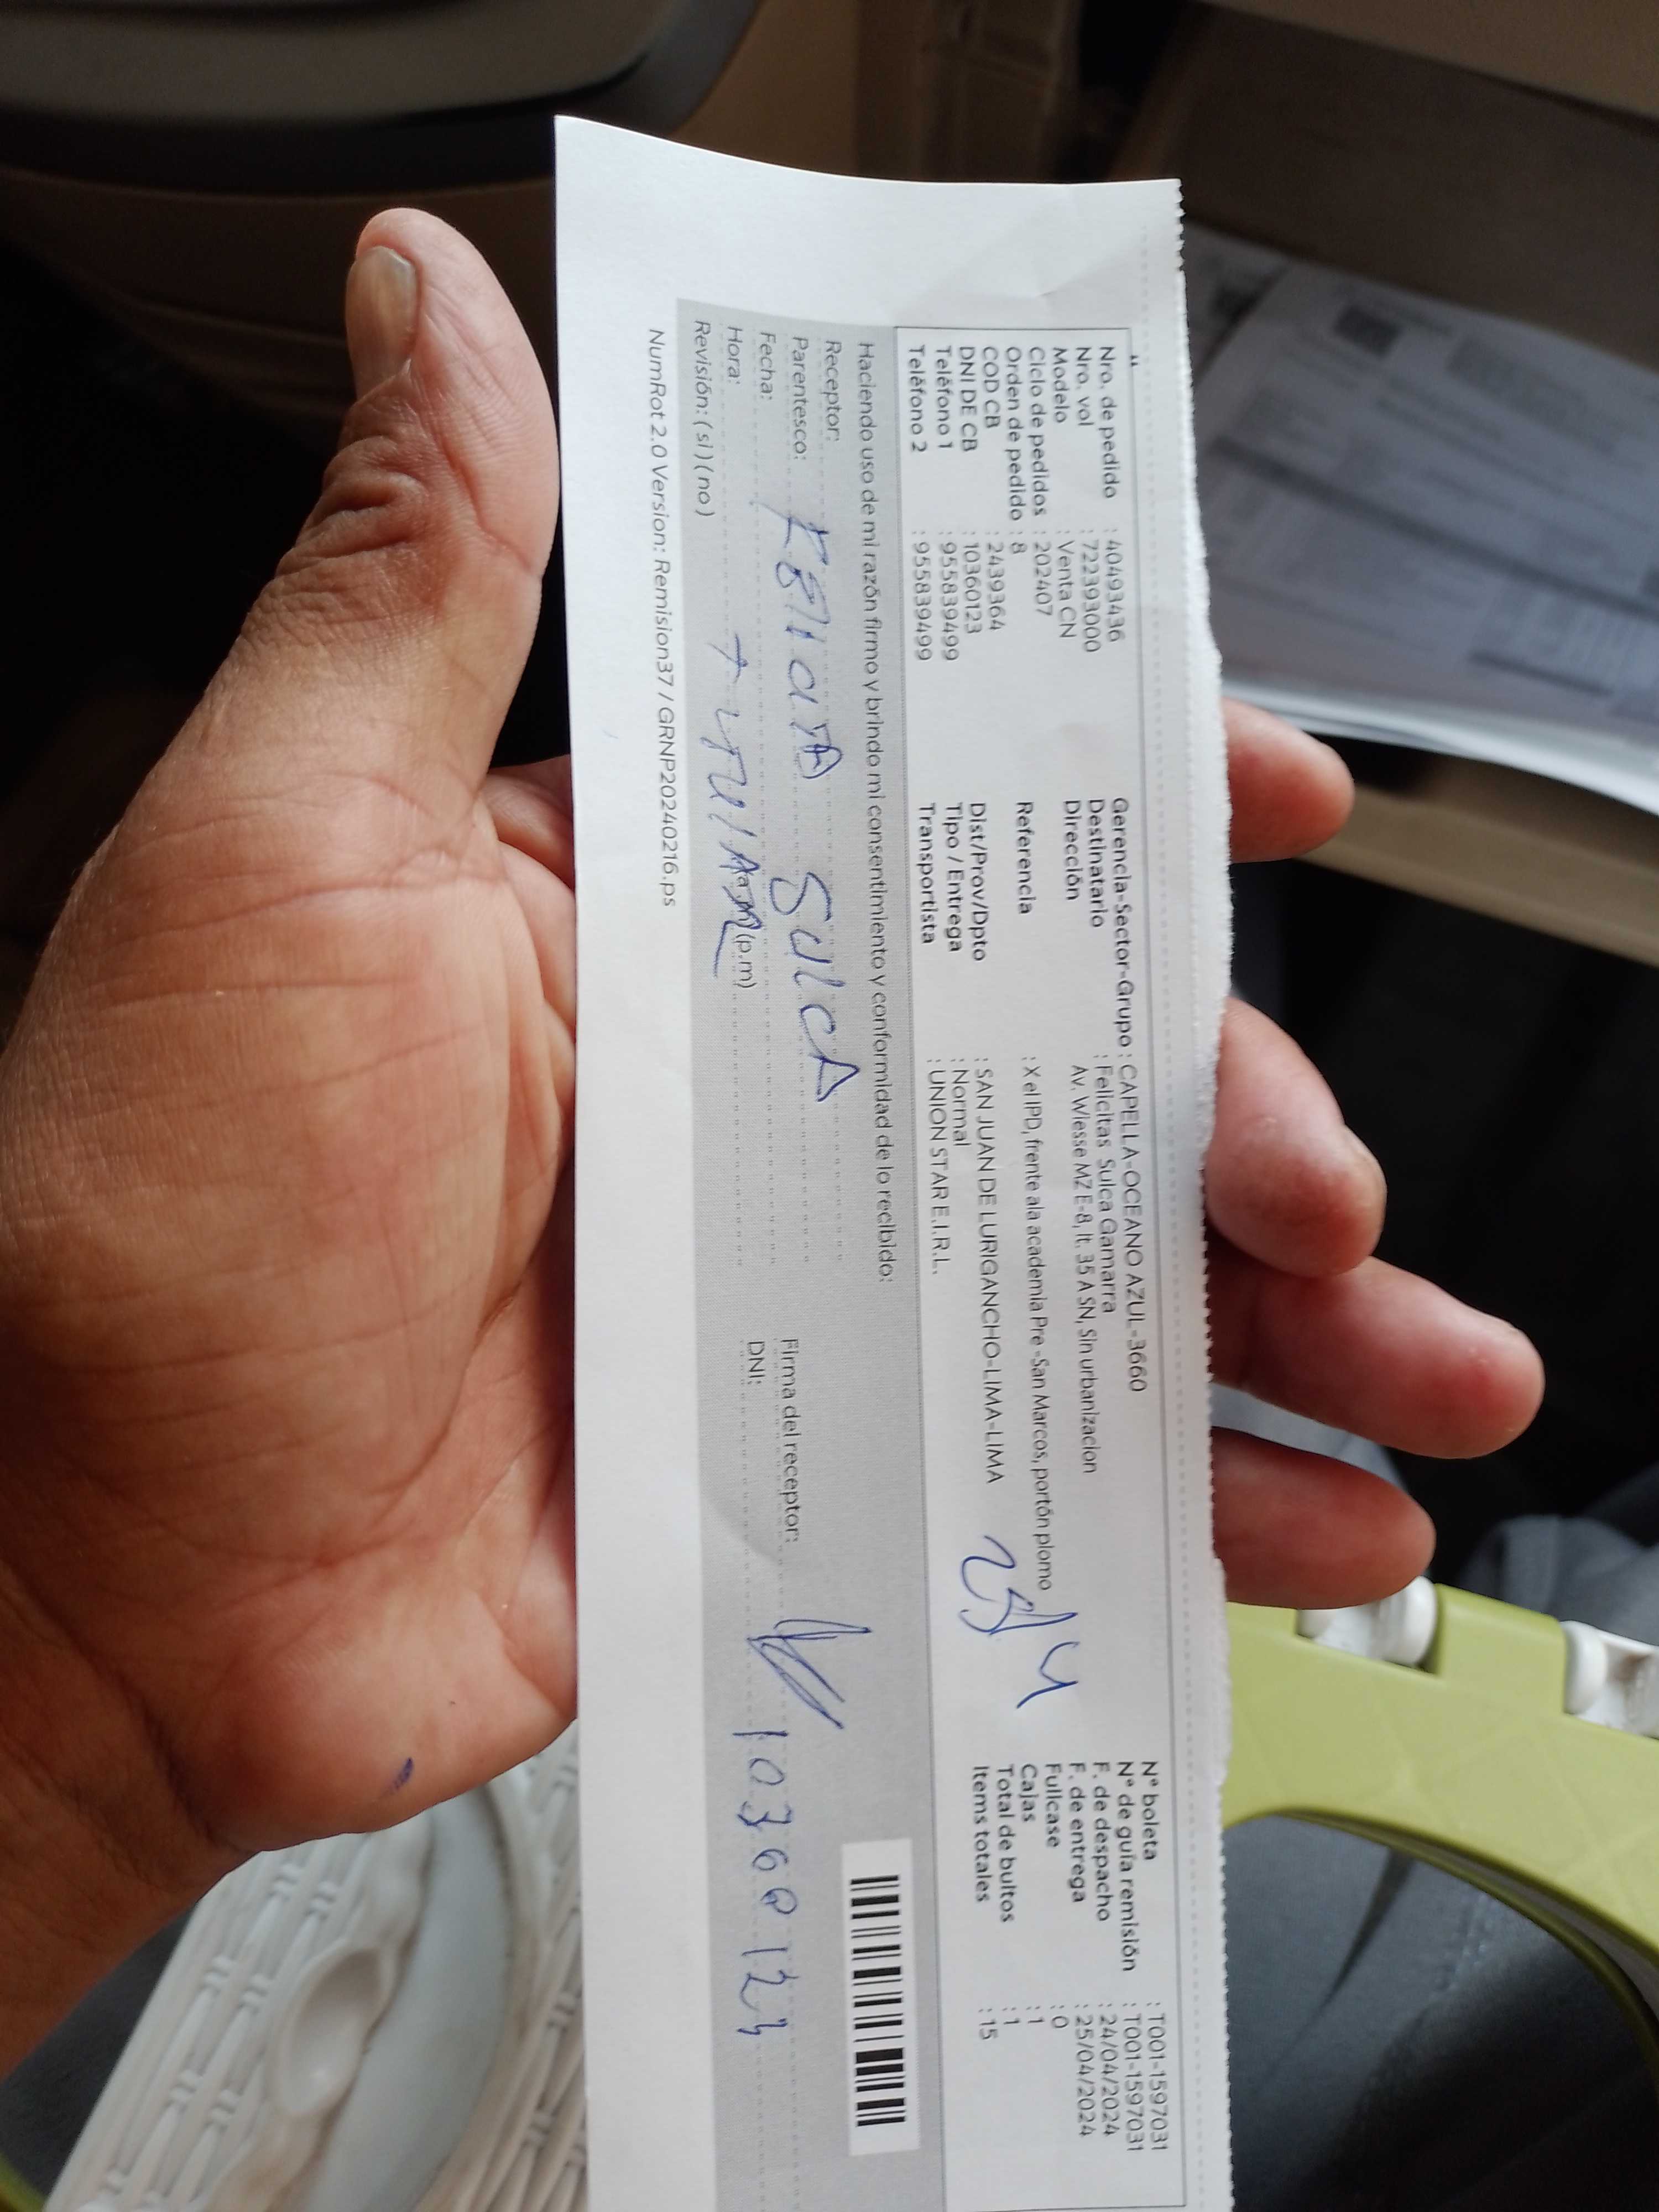 Nro. de pedido : 40493436
Nro. vol : 722393000
Modelo : Venta CN
Ciclo de pedidos : 202407
Orden de pedido : 8
COD CB : 2439364
DNI DE CB : 10360123
Teléfono 1 : 955839499
Teléfono 2 : 955839499
Gerencia-Sector-Grupo : CAPELLA-OCEANO AZUL-3660
Destinatario : Felicitas Sulca Gamarra
Dirección Av. Wiesse MZ E-8, lt. 35 A SN, Sin urbanizacion
Referencia : X el IPD, frente ala academia Pre -San Marcos, portón plomo
Dist/Prov/Dpto : SAN JUAN DE LURIGANCHO-LIMA-LIMA
Tipo / Entrega : Normal
Transportista : UNION STAR E.I.R.L.
N° boleta : T001-1597031
N° de guía remisión : T001-1597031
F. de despacho : 24/04/2024
F. de entrega : 25/04/2024
Fullcase : 0
Cajas : 1
Total de bultos : 1
Items totales : 15
Haciendo uso de mi razón firmo y brindo mi consentimiento y conformidad de lo recibido:
Receptor:
Parentesco: Sulca
Fecha:
Hora: (p.m)
Revisión: (si) (no)
Firma del receptor:
DNI: 10360123
NumRot 2.0 Version: Remision37 / GRNP20240216.ps